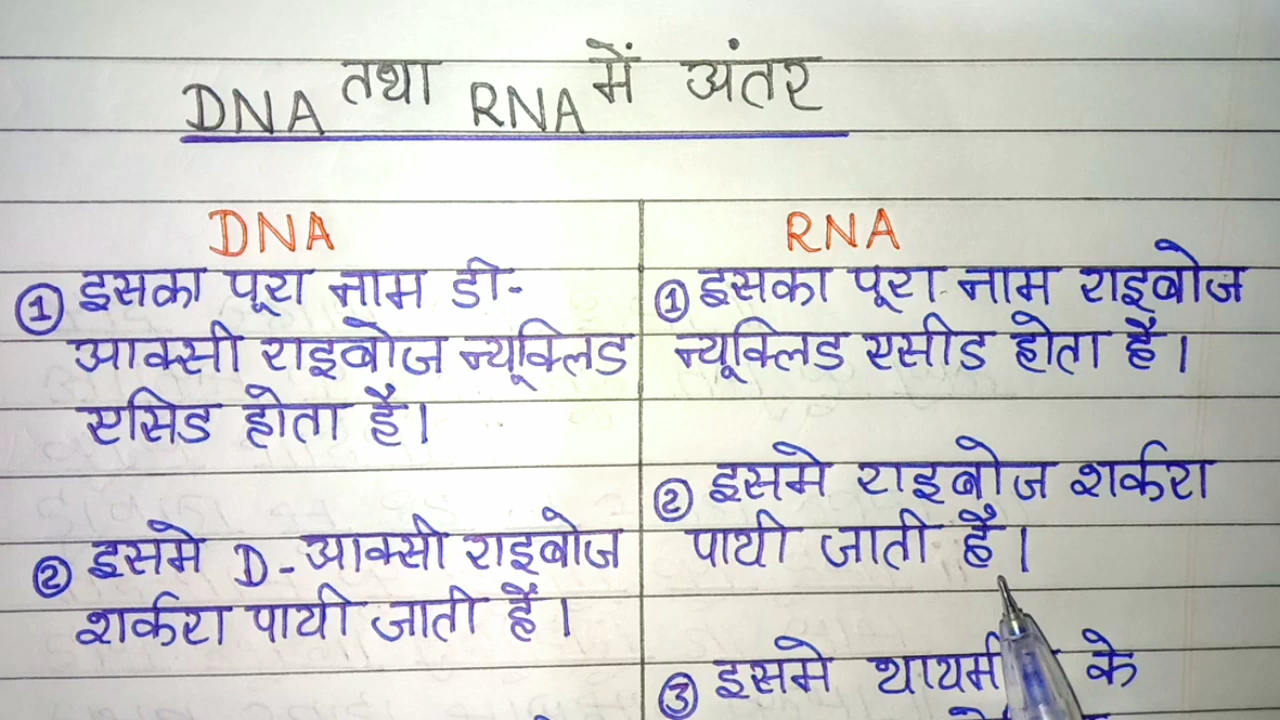 DNA तथा RNA में अंतर
DNA
① इसका पूरा नाम डी-
आक्सी राइबोज न्यूक्लिड
एसिड होता है।
② इसमे D-आक्सी राइबोज
शर्करा पायी जाती है।
RNA
① इसका पूरा नाम राइबोज
न्यूक्लिड एसीड होता है।
② इसमे राइबोज शर्करा
पायी जाती है।
③ इसमे के